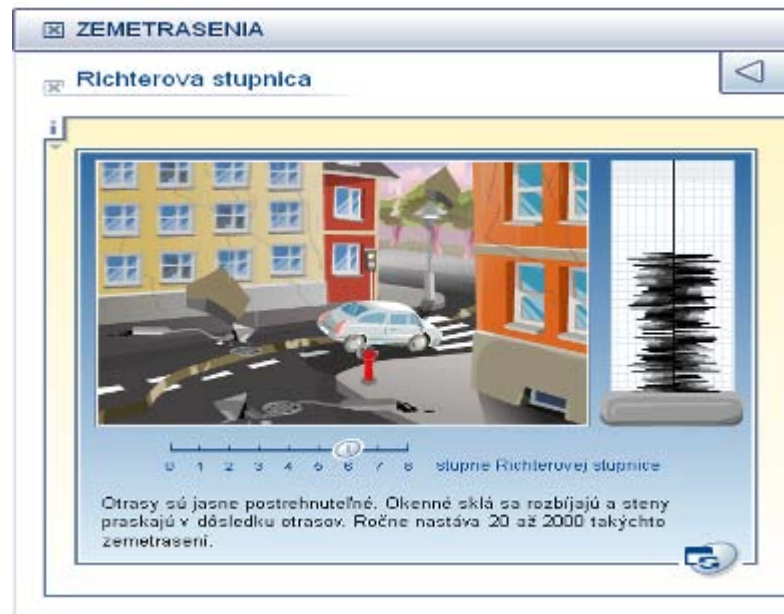 ZEMETRASENIA
Richterova stupnica
i
0 1 2 3 4 5 6 7 8 stupne Richterovej stupnice
Otrasy sú jasne postrehnuteľné. Okenné sklá sa rozbíjajú a steny
praskajú v dôsledku otrasov. Ročne nastáva 20 až 2000 takýchto
zemetrasení.